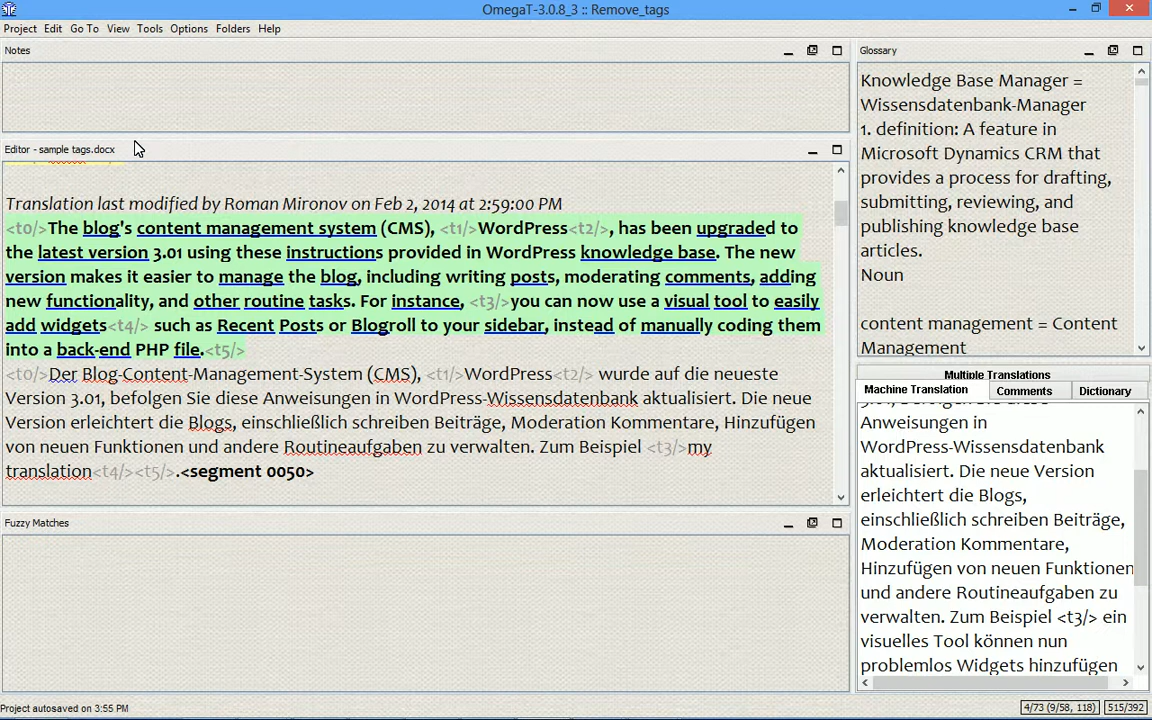 OmegaT-3.0.8_3 :: Remove_tags
Project Edit Go To View Tools Options Folders Help
Notes
Editor - sample tags.docx
Translation last modified by Roman Mironov on Feb 2, 2014 at 2:59:00 PM
<t0/>The blog's content management system (CMS), <t1/>WordPress<t2/>, has been upgraded to
the latest version 3.01 using these instructions provided in WordPress knowledge base. The new
version makes it easier to manage the blog, including writing posts, moderating comments, adding
new functionality, and other routine tasks. For instance, <t3/>you can now use a visual tool to easily
add widgets<t4/> such as Recent Posts or Blogroll to your sidebar, instead of manually coding them
into a back-end PHP file.<t5/>
<t0/>Der Blog-Content-Management-System (CMS), <t1/>WordPress<t2/> wurde auf die neueste
Version 3.01, befolgen Sie diese Anweisungen in WordPress-Wissensdatenbank aktualisiert. Die neue
Version erleichtert die Blogs, einschließlich schreiben Beiträge, Moderation Kommentare, Hinzufügen
von neuen Funktionen und andere Routineaufgaben zu verwalten. Zum Beispiel <t3/>my
translation<t4/><t5/>.<segment 0050>
Fuzzy Matches
Glossary
Knowledge Base Manager =
Wissensdatenbank-Manager
1. definition: A feature in
Microsoft Dynamics CRM that
provides a process for drafting,
submitting, reviewing, and
publishing knowledge base
articles.
Noun
content management = Content
Management
Multiple Translations
Machine Translation Comments Dictionary
Anweisungen in
WordPress-Wissensdatenbank
aktualisiert. Die neue Version
erleichtert die Blogs,
einschließlich schreiben Beiträge,
Moderation Kommentare,
Hinzufügen von neuen Funktionen
und andere Routineaufgaben zu
verwalten. Zum Beispiel <t3/> ein
visuelles Tool können nun
problemlos Widgets hinzufügen
Project autosaved on 3:55 PM
4/73 (9/58, 118) 515/392